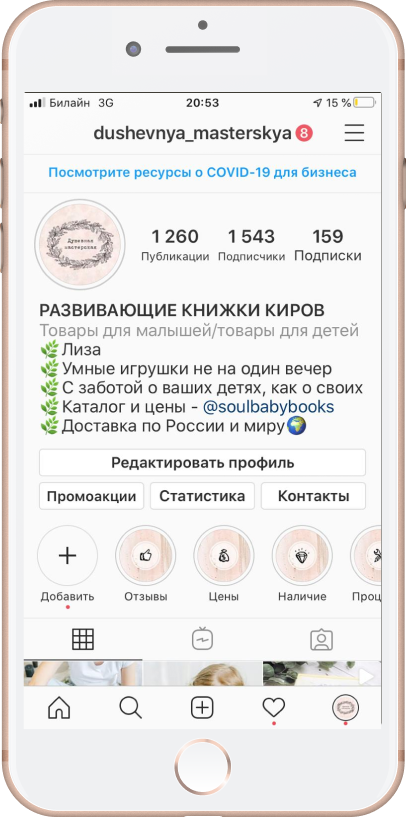 Билайн 3G 20:53 15 %
dushevnya_masterskya 8
Посмотрите ресурсы о COVID-19 для бизнеса
Душевная
мастерская
1 260 1 543 159
Публикации Подписчики Подписки
РАЗВИВАЮЩИЕ КНИЖКИ КИРОВ
Товары для малышей/товары для детей
🌿Лиза
🌿Умные игрушки не на один вечер
🌿С заботой о ваших детях, как о своих
🌿Каталог и цены - @soulbabybooks
🌿Доставка по России и миру🌍
Редактировать профиль
Промоакции Статистика Контакты
Добавить Отзывы Цены Наличие Проц